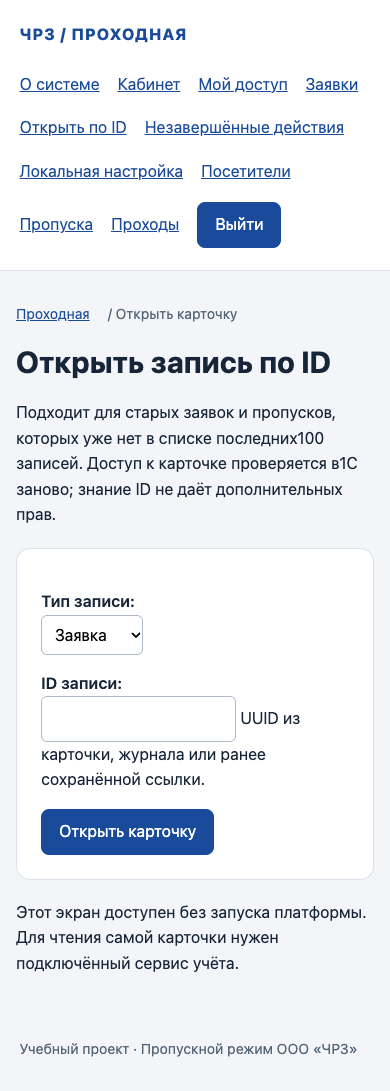 ЧРЗ / ПРОХОДНАЯ
О системе Кабинет Мой доступ Заявки
Открыть по ID Незавершённые действия
Локальная настройка Посетители
Пропуска Проходы Выйти
Проходная / Открыть карточку
Открыть запись по ID
Подходит для старых заявок и пропусков,
которых уже нет в списке последних100
записей. Доступ к карточке проверяется в1С
заново; знание ID не даёт дополнительных
прав.
Тип записи:
Заявка
ID записи:
UUID из
карточки, журнала или ранее
сохранённой ссылки.
Открыть карточку
Этот экран доступен без запуска платформы.
Для чтения самой карточки нужен
подключённый сервис учёта.
Учебный проект · Пропускной режим ООО «ЧРЗ»